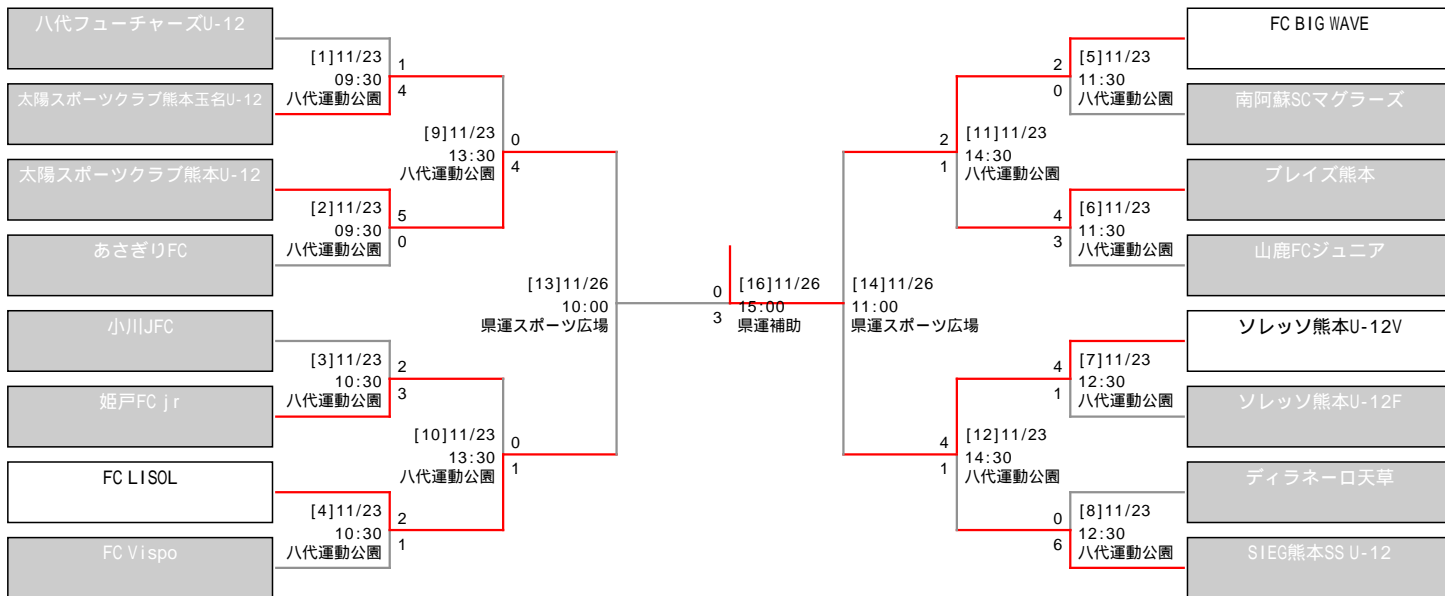 八代フューチャーズU-12
[1]11/23
09:30
八代運動公園
1
4
太陽スポーツクラブ熊本玉名U-12
[9]11/23
13:30
八代運動公園
0
4
太陽スポーツクラブ熊本U-12
[2]11/23
09:30
八代運動公園
5
0
あさぎりFC
[13]11/26
10:00
県運スポーツ広場
小川JFC
[3]11/23
10:30
八代運動公園
2
3
姫戸FC jr
[10]11/23
13:30
八代運動公園
0
1
FC LISOL
[4]11/23
10:30
八代運動公園
2
1
FC Vispo
0
3
[16]11/26
15:00
県運補助
FC BIG WAVE
2
0
[5]11/23
11:30
八代運動公園
南阿蘇SCマグラーズ
2
1
[11]11/23
14:30
八代運動公園
ブレイズ熊本
4
3
[6]11/23
11:30
八代運動公園
山鹿FCジュニア
[14]11/26
11:00
県運スポーツ広場
ソレッソ熊本U-12V
4
1
[7]11/23
12:30
八代運動公園
ソレッソ熊本U-12F
4
1
[12]11/23
14:30
八代運動公園
ディラネーロ天草
0
6
[8]11/23
12:30
八代運動公園
SIEG熊本SS U-12